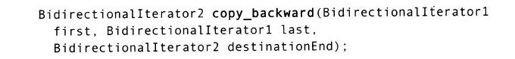 BidirectionalIterator2 copy_backward(BidirectionalIterator1
first, BidirectionalIterator1 last,
BidirectionalIterator2 destinationEnd);